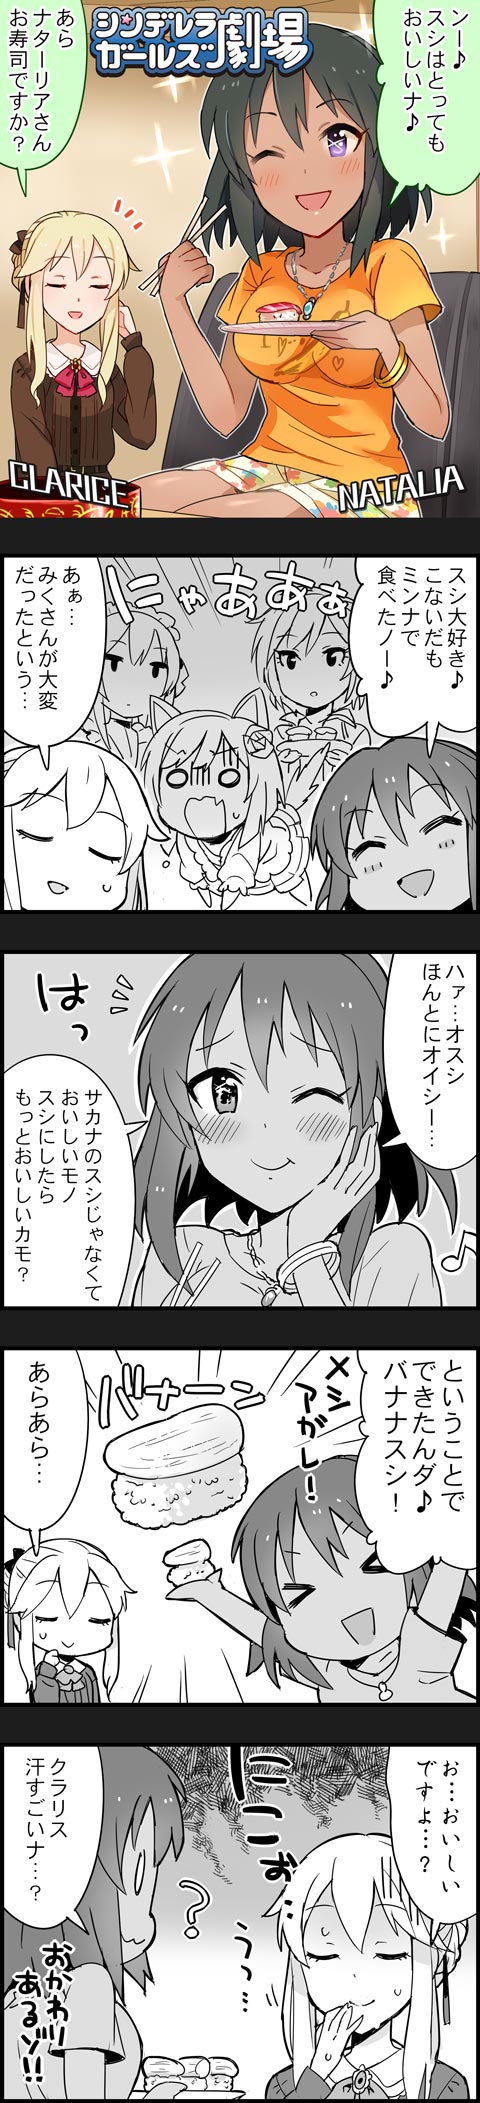 シンデレラ
ガールズ劇場
ンー♪
スシはとっても
おいしいナ♪
あら
ナターリアさん
お寿司ですか？
CLARICE
NATALIA
スシ大好き♪
こないだも
ミンナで
食べたノー♪
にゃあああぁ
あぁ…
みくさんが大変
だったという…
ハァ…オスシ
ほんとにオイシー…
はっ
サカナのスシじゃなくて
おいしいモノ
スシにしたら
もっとおいしいカモ？
♪
ということで
できたんダ♪
バナナスシ！
メシ
アガレ！
バナーン
あらあら…
お…おいしい
ですよ…？
にこぉ…
うっ…
？
クラリス
汗すごいナ…？
おかわり
あるゾ!!